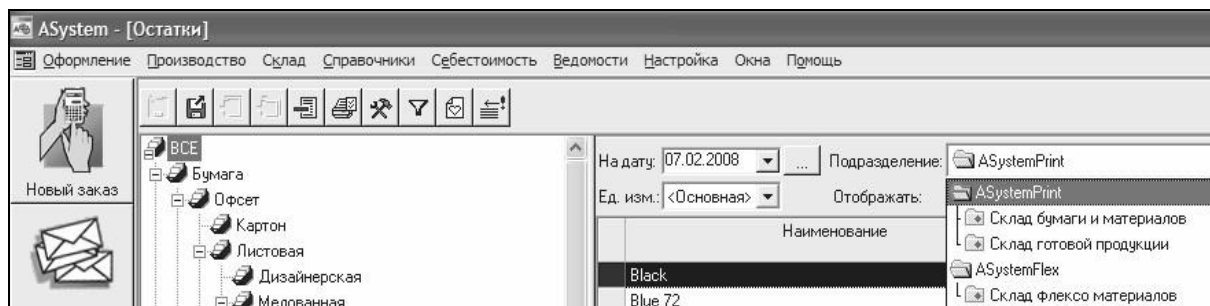 ASystem - [Остатки]
Оформление Производство Склад Справочники Себестоимость Ведомости Настройка Окна Помощь
Новый заказ
ВСЕ
Бумага
Офсет
Картон
Листовая
Дизайнерская
Мелованная
На дату: 07.02.2008 ... Подразделение: ASystemPrint
Ед. изм.: <Основная> Отображать:
Наименование
Black
Blue 72
ASystemPrint
Склад бумаги и материалов
Склад готовой продукции
ASystemFlex
Склад флексо материалов